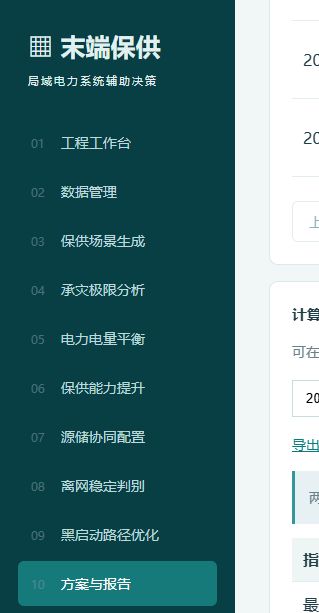 末端保供
局域电力系统辅助决策
01 工程工作台
02 数据管理
03 保供场景生成
04 承灾极限分析
05 电力电量平衡
06 保供能力提升
07 源储协同配置
08 离网稳定判别
09 黑启动路径优化
10 方案与报告
20
20
上
计算
可在
20
导出
两
指
最